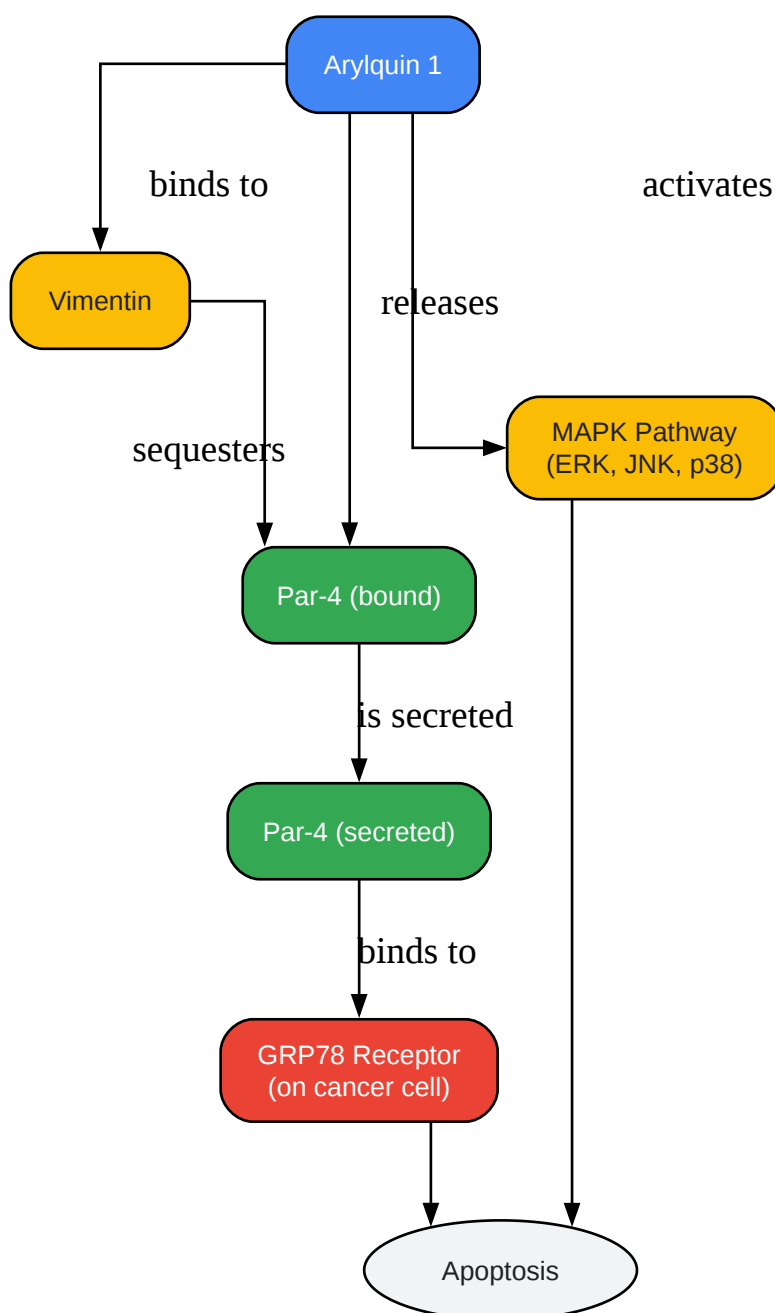 Arylquin 1
binds to
activates
Vimentin
releases
MAPK Pathway
(ERK, JNK, p38)
sequesters
Par-4 (bound)
is secreted
Par-4 (secreted)
binds to
GRP78 Receptor
(on cancer cell)
Apoptosis